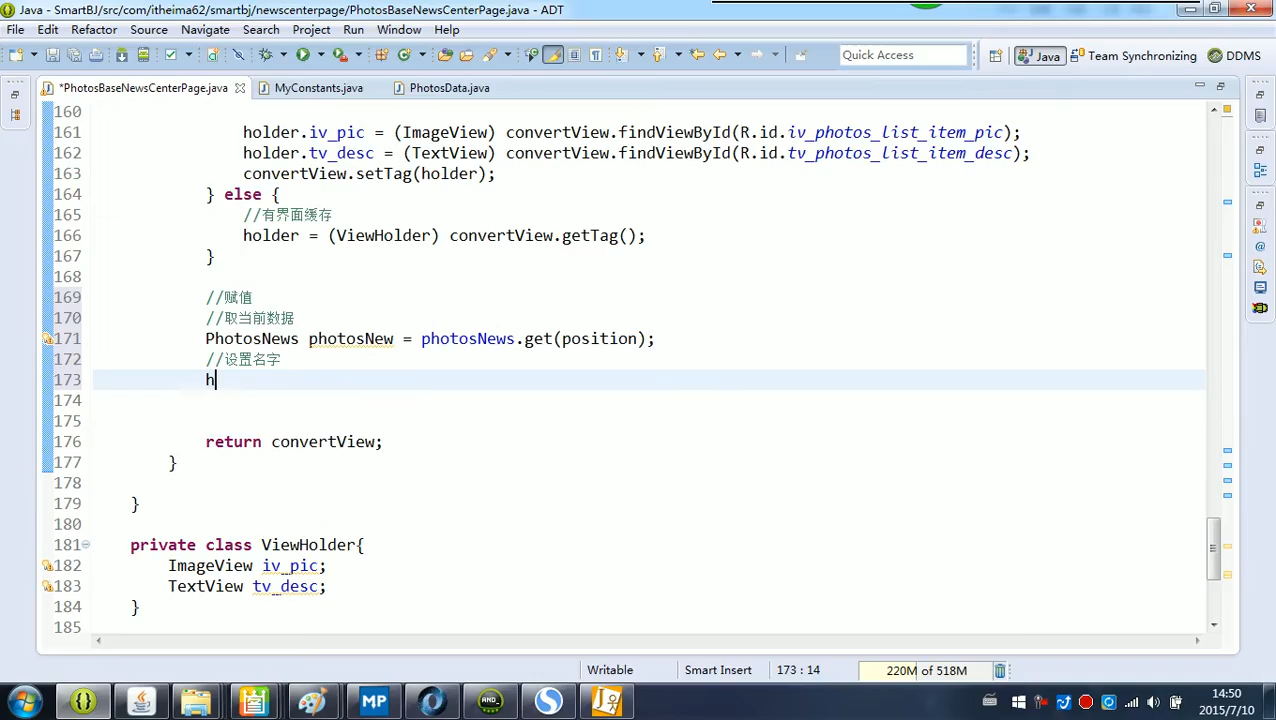 Java - SmartBJ/src/com/itheima62/smartbj/newscenterpage/PhotosBaseNewsCenterPage.java - ADT
File Edit Refactor Source Navigate Search Project Run Window Help
Quick Access Java Team Synchronizing DDMS
*PhotosBaseNewsCenterPage.java MyConstants.java PhotosData.java
160
161 holder.iv_pic = (ImageView) convertView.findViewById(R.id.iv_photos_list_item_pic);
162 holder.tv_desc = (TextView) convertView.findViewById(R.id.tv_photos_list_item_desc);
163 convertView.setTag(holder);
164 } else {
165 //有界面缓存
166 holder = (ViewHolder) convertView.getTag();
167 }
168
169 //赋值
170 //取当前数据
171 PhotosNews photosNew = photosNews.get(position);
172 //设置名字
173 h
174
175
176 return convertView;
177 }
178
179 }
180
181 private class ViewHolder{
182 ImageView iv_pic;
183 TextView tv_desc;
184 }
185
Writable Smart Insert 173 : 14 220M of 518M
MP AND_
14:50
2015/7/10